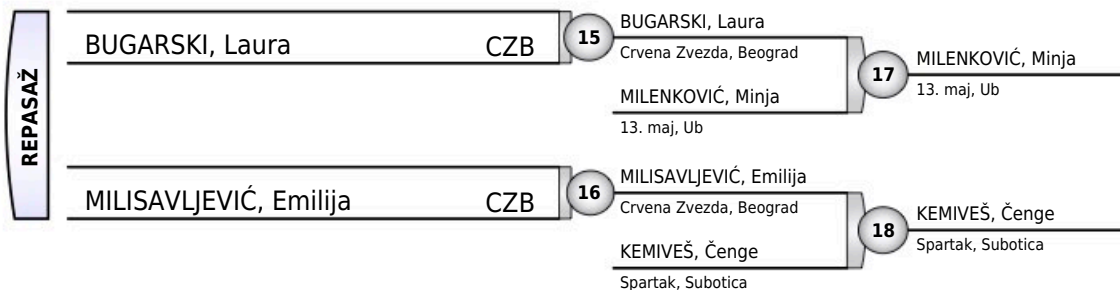 REPASAŽ
BUGARSKI, Laura CZB
15
BUGARSKI, Laura
Crvena Zvezda, Beograd
MILENKOVIĆ, Minja
13. maj, Ub
17
MILENKOVIĆ, Minja
13. maj, Ub
MILISAVLJEVIĆ, Emilija CZB
16
MILISAVLJEVIĆ, Emilija
Crvena Zvezda, Beograd
KEMIVEŠ, Čenge
Spartak, Subotica
18
KEMIVEŠ, Čenge
Spartak, Subotica